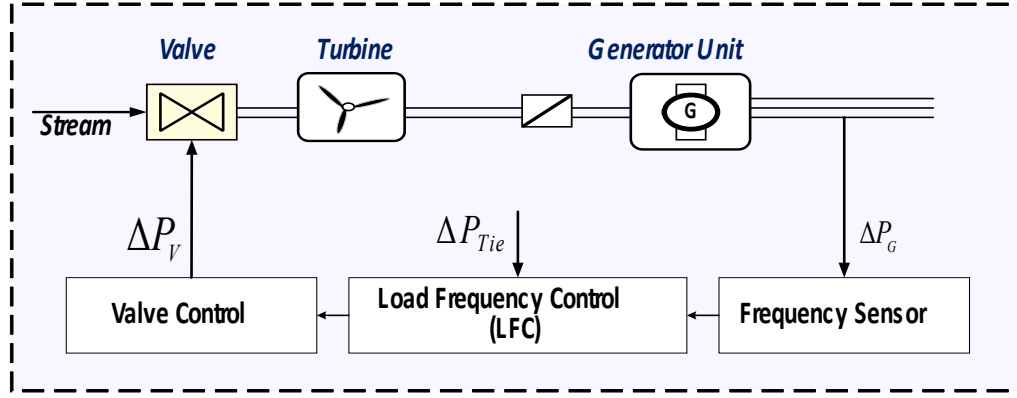 Valve
Turbine
Generator Unit
Stream
G
ΔP_V
ΔP_Tie
ΔP_G
Valve Control
Load Frequency Control
(LFC)
Frequency Sensor